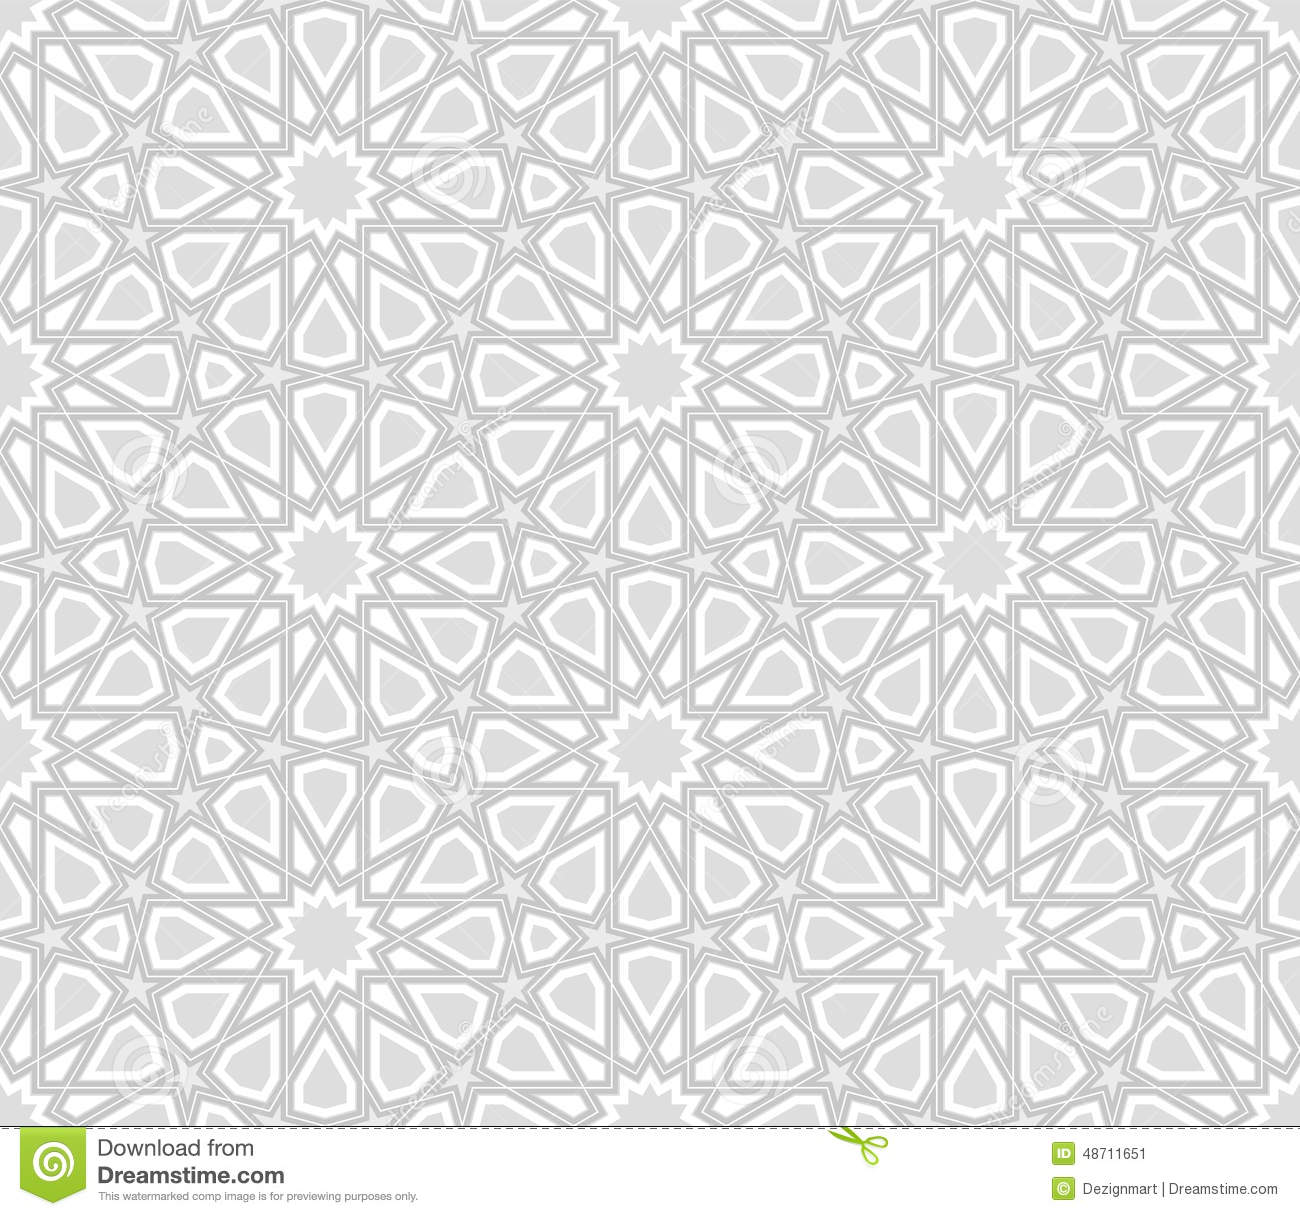 Download from
Dreamstime.com
This watermarked comp image is for previewing purposes only.
ID 48711651
© Dezignmart | Dreamstime.com